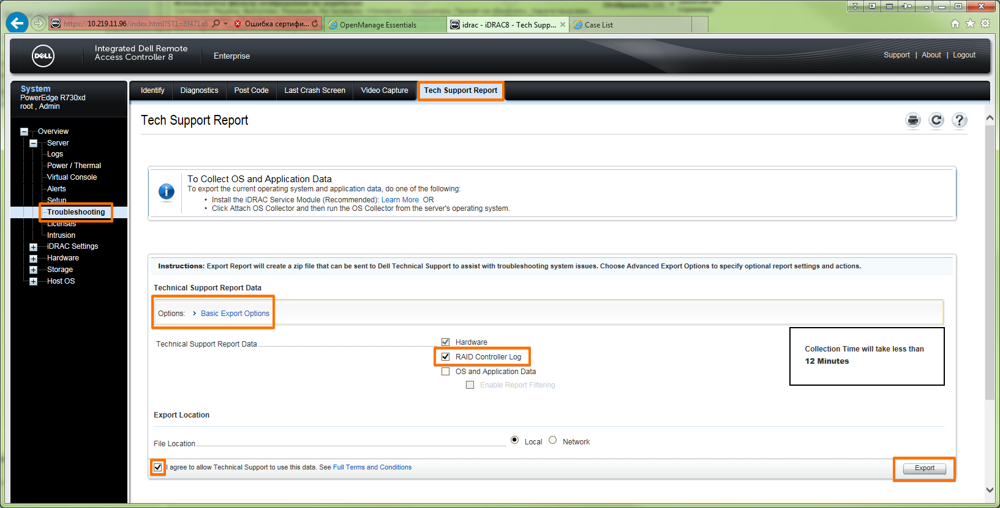 https://10.219.11.96/index.html?ST1=8f471a6
Ошибка сертифи...
OpenManage Essentials
idrac - iDRAC8 - Tech Supp...
Case List
DELL
Integrated Dell Remote
Access Controller 8
Enterprise
Support | About | Logout
System
PowerEdge R730xd
root , Admin
Identify
Diagnostics
Post Code
Last Crash Screen
Video Capture
Tech Support Report
Overview
Server
Logs
Power / Thermal
Virtual Console
Alerts
Setup
Troubleshooting
Licenses
Intrusion
iDRAC Settings
Hardware
Storage
Host OS
Tech Support Report
To Collect OS and Application Data
To export the current operating system and application data, do one of the following:
• Install the iDRAC Service Module (Recommended): Learn More OR
• Click Attach OS Collector and then run the OS Collector from the server's operating system.
Instructions: Export Report will create a zip file that can be sent to Dell Technical Support to assist with troubleshooting system issues. Choose Advanced Export Options to specify optional report settings and actions.
Technical Support Report Data
Options: Basic Export Options
Technical Support Report Data
Hardware
RAID Controller Log
OS and Application Data
Enable Report Filtering
Collection Time will take less than
12 Minutes
Export Location
File Location
Local
Network
I agree to allow Technical Support to use this data. See Full Terms and Conditions
Export